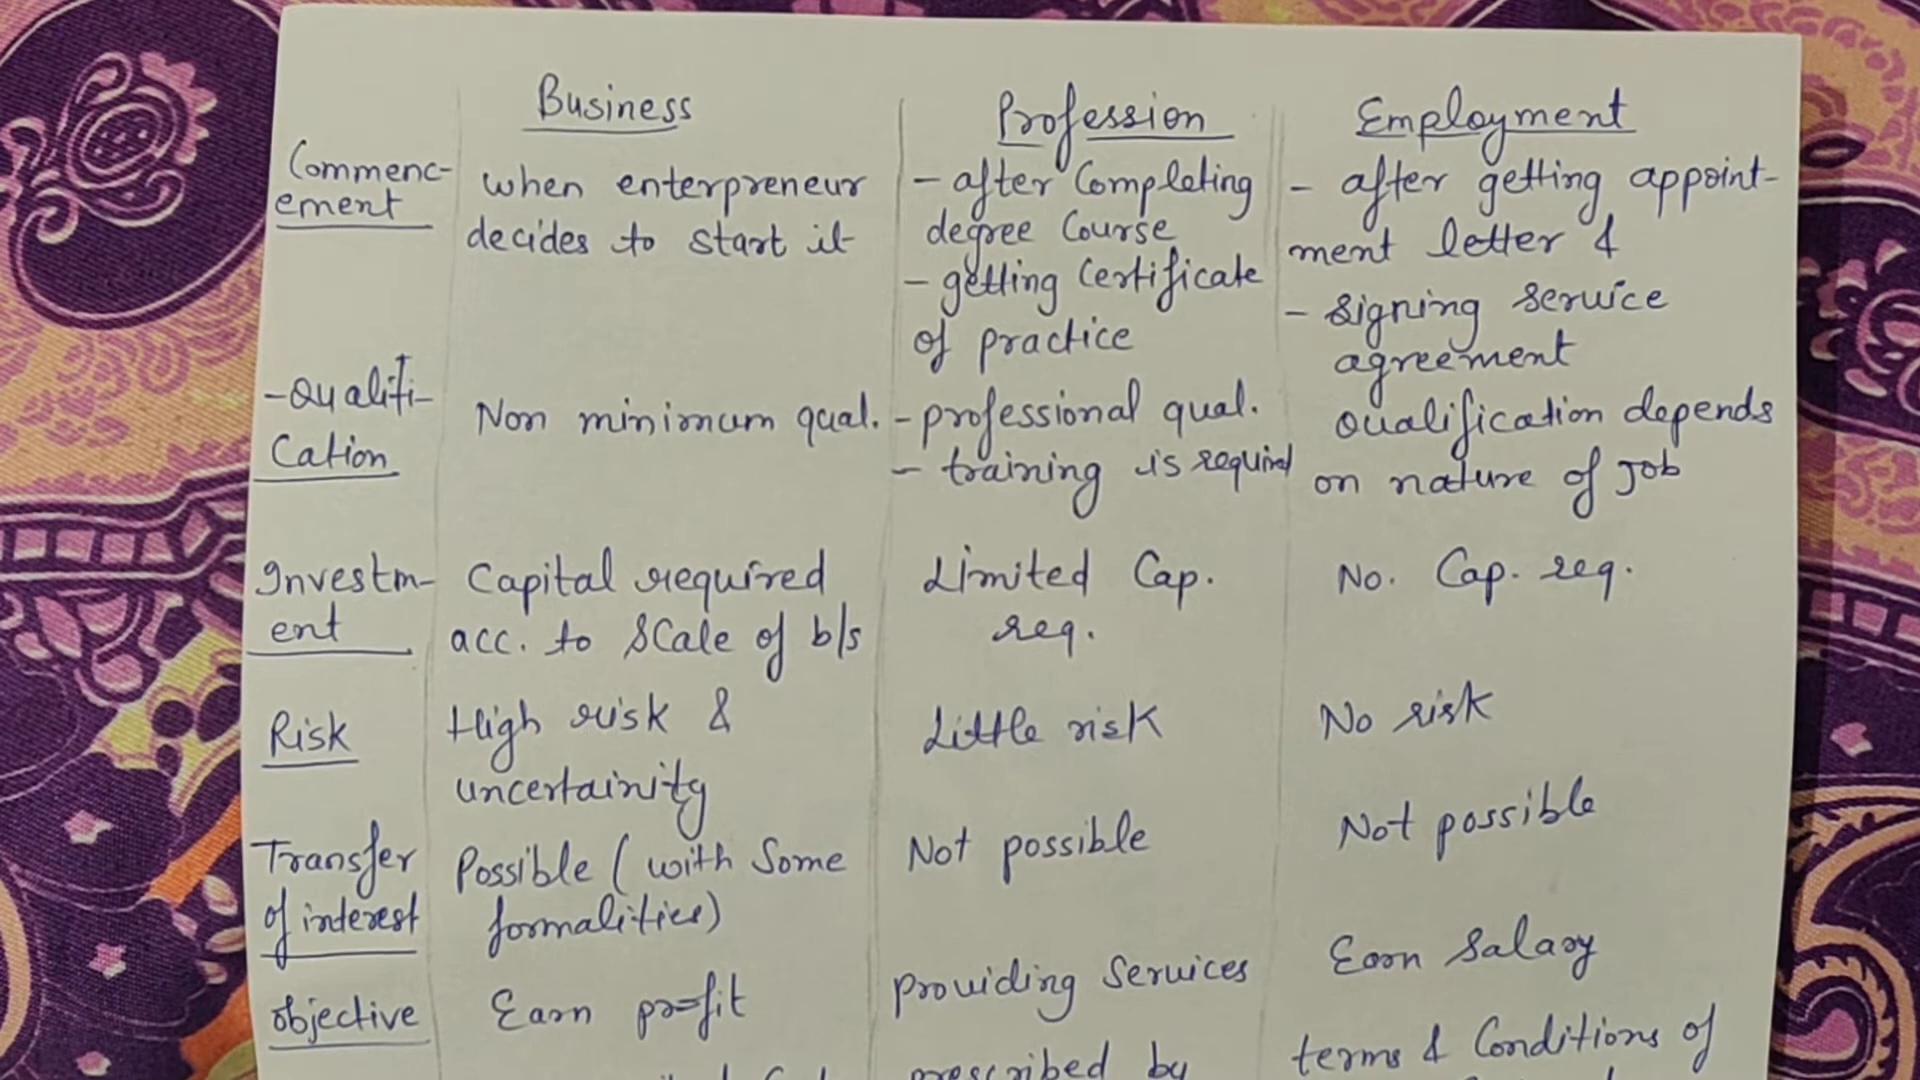 Business Profession Employment
Commenc- when enterpreneur - after Completing - after getting appoint-
ement decides to start it degree Course ment letter &
- getting Certificate - signing service
of practice agreement
- Qualifi- Non minimum qual. - professional qual. Qualification depends
Cation - training is required on nature of Job
Investm- Capital required Limited Cap. No. Cap. req.
ent acc. to Scale of b/s req.
Risk High risk & Little risk No risk
uncertainity
Transfer Possible (with Some Not possible Not possible
of interest formalities)
objective Earn profit Providing Services Earn Salary
prescribed by terms & Conditions of